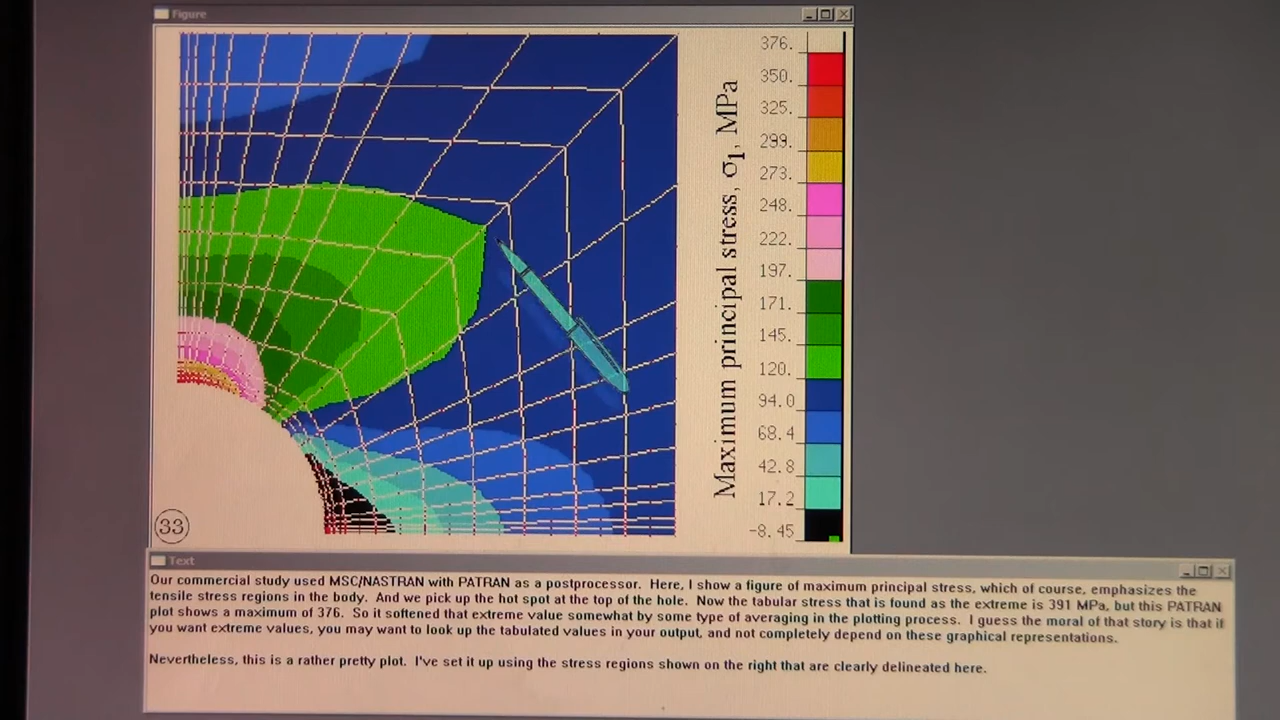 Figure
376.
350.
325.
299.
273.
248.
222.
197.
171.
145.
120.
94.0
68.4
42.8
17.2
-8.45
Maximum principal stress, σ1, MPa
33
Text
Our commercial study used MSC/NASTRAN with PATRAN as a postprocessor. Here, I show a figure of maximum principal stress, which of course, emphasizes the
tensile stress regions in the body. And we pick up the hot spot at the top of the hole. Now the tabular stress that is found as the extreme is 391 MPa, but this PATRAN
plot shows a maximum of 376. So it softened that extreme value somewhat by some type of averaging in the plotting process. I guess the moral of that story is that if
you want extreme values, you may want to look up the tabulated values in your output, and not completely depend on these graphical representations.
Nevertheless, this is a rather pretty plot. I've set it up using the stress regions shown on the right that are clearly delineated here.